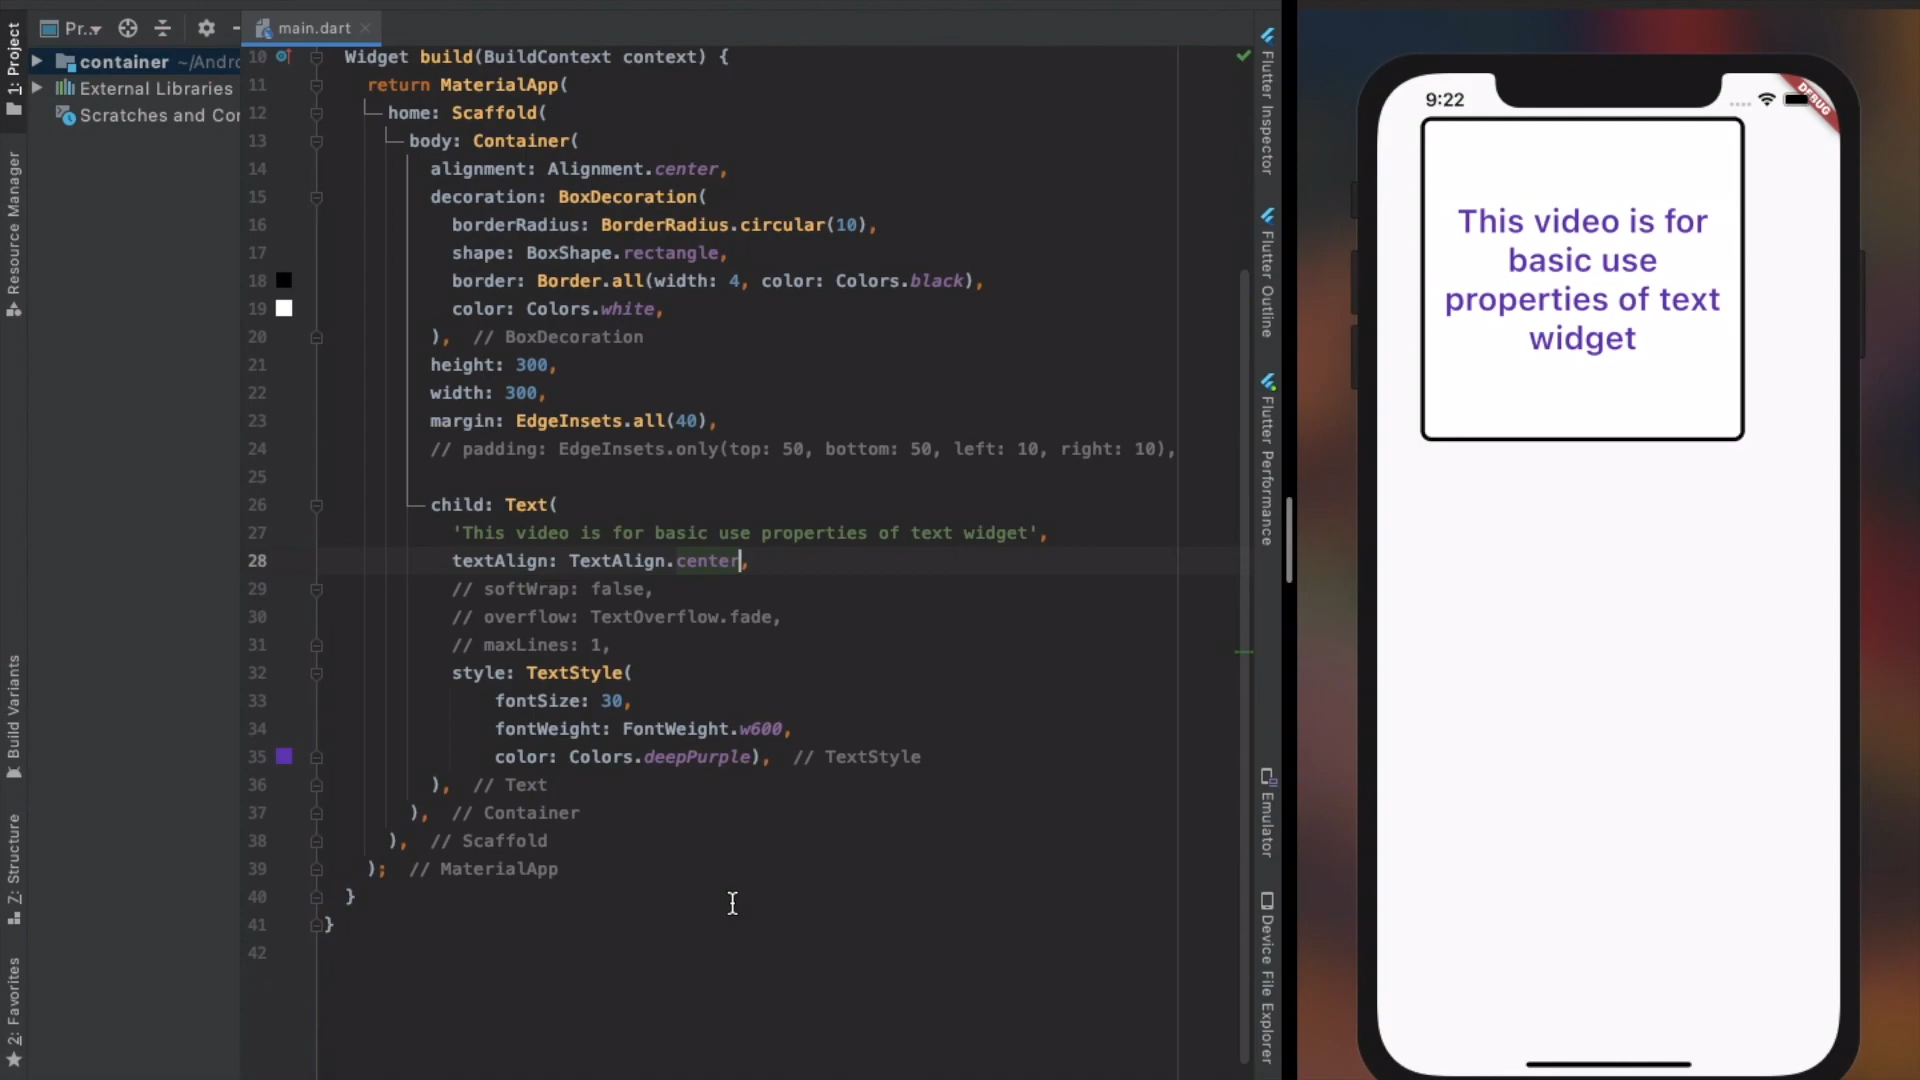 1: Project
Resource Manager
Build Variants
Z: Structure
2: Favorites
Pr..
container ~/Andro
External Libraries
Scratches and Cor
main.dart
10 Widget build(BuildContext context) {
11 return MaterialApp(
12 home: Scaffold(
13 body: Container(
14 alignment: Alignment.center,
15 decoration: BoxDecoration(
16 borderRadius: BorderRadius.circular(10),
17 shape: BoxShape.rectangle,
18 border: Border.all(width: 4, color: Colors.black),
19 color: Colors.white,
20 ), // BoxDecoration
21 height: 300,
22 width: 300,
23 margin: EdgeInsets.all(40),
24 // padding: EdgeInsets.only(top: 50, bottom: 50, left: 10, right: 10),
25
26 child: Text(
27 'This video is for basic use properties of text widget',
28 textAlign: TextAlign.center,
29 // softWrap: false,
30 // overflow: TextOverflow.fade,
31 // maxLines: 1,
32 style: TextStyle(
33 fontSize: 30,
34 fontWeight: FontWeight.w600,
35 color: Colors.deepPurple), // TextStyle
36 ), // Text
37 ), // Container
38 ), // Scaffold
39 ); // MaterialApp
40 }
41 }
42
Flutter Inspector
Flutter Outline
Flutter Performance
Emulator
Device File Explorer
9:22
DEBUG
This video is for
basic use
properties of text
widget